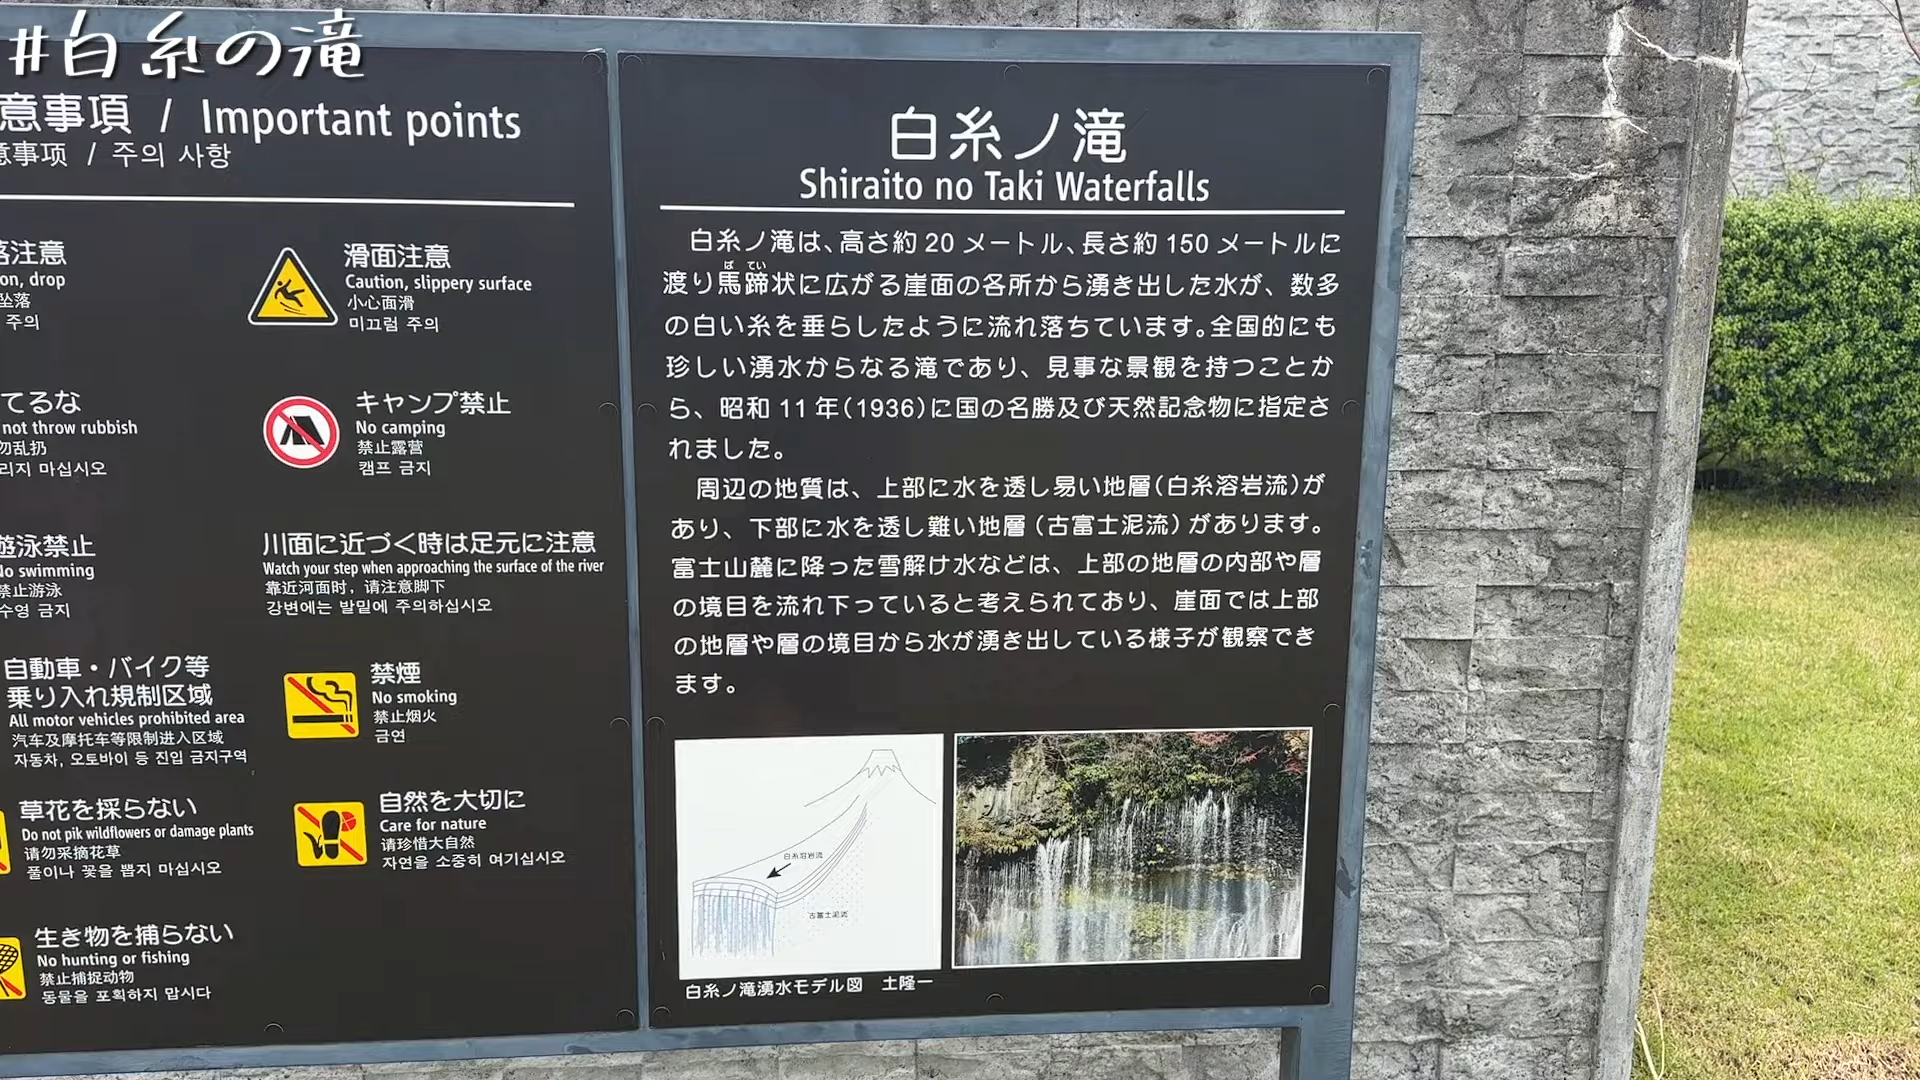 #白糸の滝
意事項 / Important points
意事项 / 주의 사항
落注意
on, drop
坠落
주의
滑面注意
Caution, slippery surface
小心面滑
미끄럼 주의
てるな
not throw rubbish
勿乱扔
리지 마십시오
キャンプ禁止
No camping
禁止露营
캠프 금지
遊泳禁止
No swimming
禁止游泳
수영 금지
川面に近づく時は足元に注意
Watch your step when approaching the surface of the river
靠近河面时，请注意脚下
강변에는 발밑에 주의하십시오
自動車・バイク等
乗り入れ規制区域
All motor vehicles prohibited area
汽车及摩托车等限制进入区域
자동차, 오토바이 등 진입 금지구역
禁煙
No smoking
禁止烟火
금연
草花を採らない
Do not pik wildflowers or damage plants
请勿采摘花草
풀이나 꽃을 뽑지 마십시오
自然を大切に
Care for nature
请珍惜大自然
자연을 소중히 여기십시오
生き物を捕らない
No hunting or fishing
禁止捕捉动物
동물을 포획하지 맙시다
白糸ノ滝
Shiraito no Taki Waterfalls
白糸ノ滝は、高さ約 20 メートル、長さ約 150 メートルに
ば てい
渡り馬蹄状に広がる崖面の各所から湧き出した水が、数多
の白い糸を垂らしたように流れ落ちています。全国的にも
珍しい湧水からなる滝であり、見事な景観を持つことか
ら、昭和 11 年（1936）に国の名勝及び天然記念物に指定さ
れました。
周辺の地質は、上部に水を透し易い地層（白糸溶岩流）が
あり、下部に水を透し難い地層（古富士泥流）があります。
富士山麓に降った雪解け水などは、上部の地層の内部や層
の境目を流れ下っていると考えられており、崖面では上部
の地層や層の境目から水が湧き出している様子が観察でき
ます。
白糸溶岩流
古富士泥流
白糸ノ滝湧水モデル図 土隆一